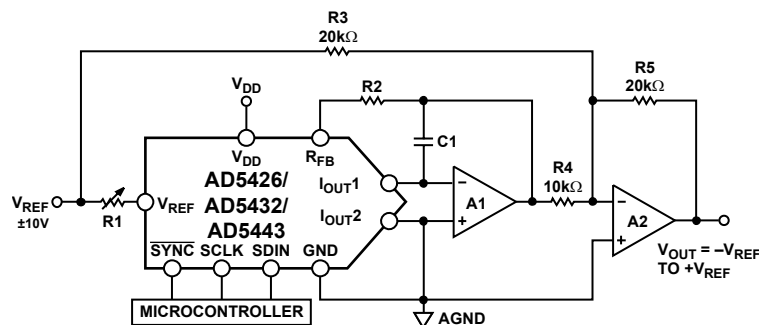 R3
20kΩ
R5
20kΩ
VDD
R2
C1
VDD
RFB
AD5426/
AD5432/
AD5443
IOUT1
IOUT2
R4
10kΩ
A1
A2
VREF
±10V
R1
VREF
SYNC SCLK SDIN GND
VOUT = –VREF
TO +VREF
MICROCONTROLLER
AGND